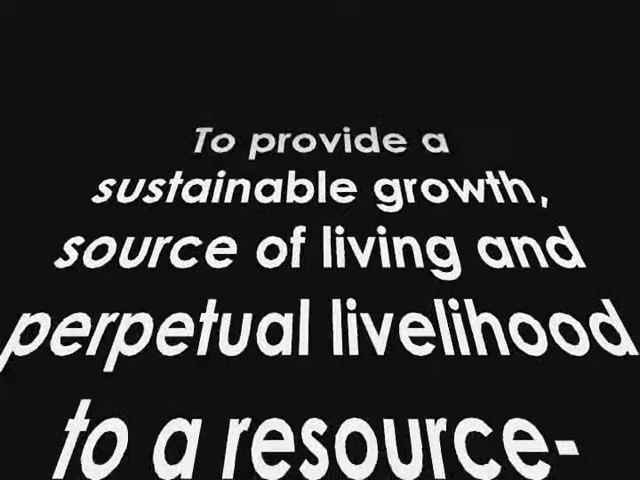 To provide a
sustainable growth,
source of living and
perpetual livelihood
to a resource-